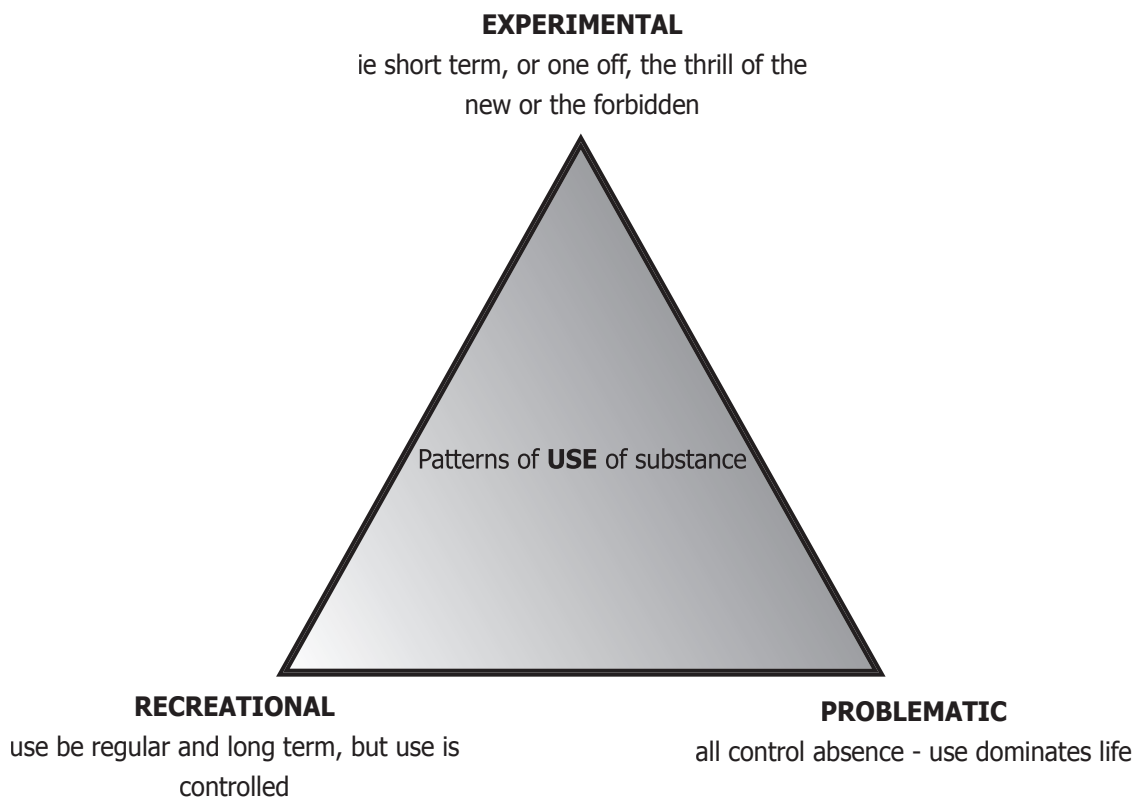 EXPERIMENTAL
ie short term, or one off, the thrill of the
new or the forbidden
Patterns of USE of substance
RECREATIONAL
use be regular and long term, but use is
controlled
PROBLEMATIC
all control absence - use dominates life